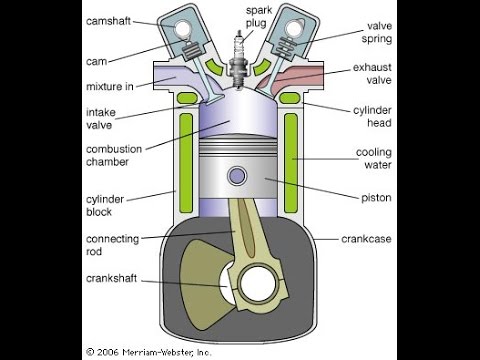 camshaft
cam
mixture in
intake
valve
combustion
chamber
cylinder
block
connecting
rod
crankshaft
spark
plug
valve
spring
exhaust
valve
cylinder
head
cooling
water
piston
crankcase
© 2006 Merriam-Webster, Inc.